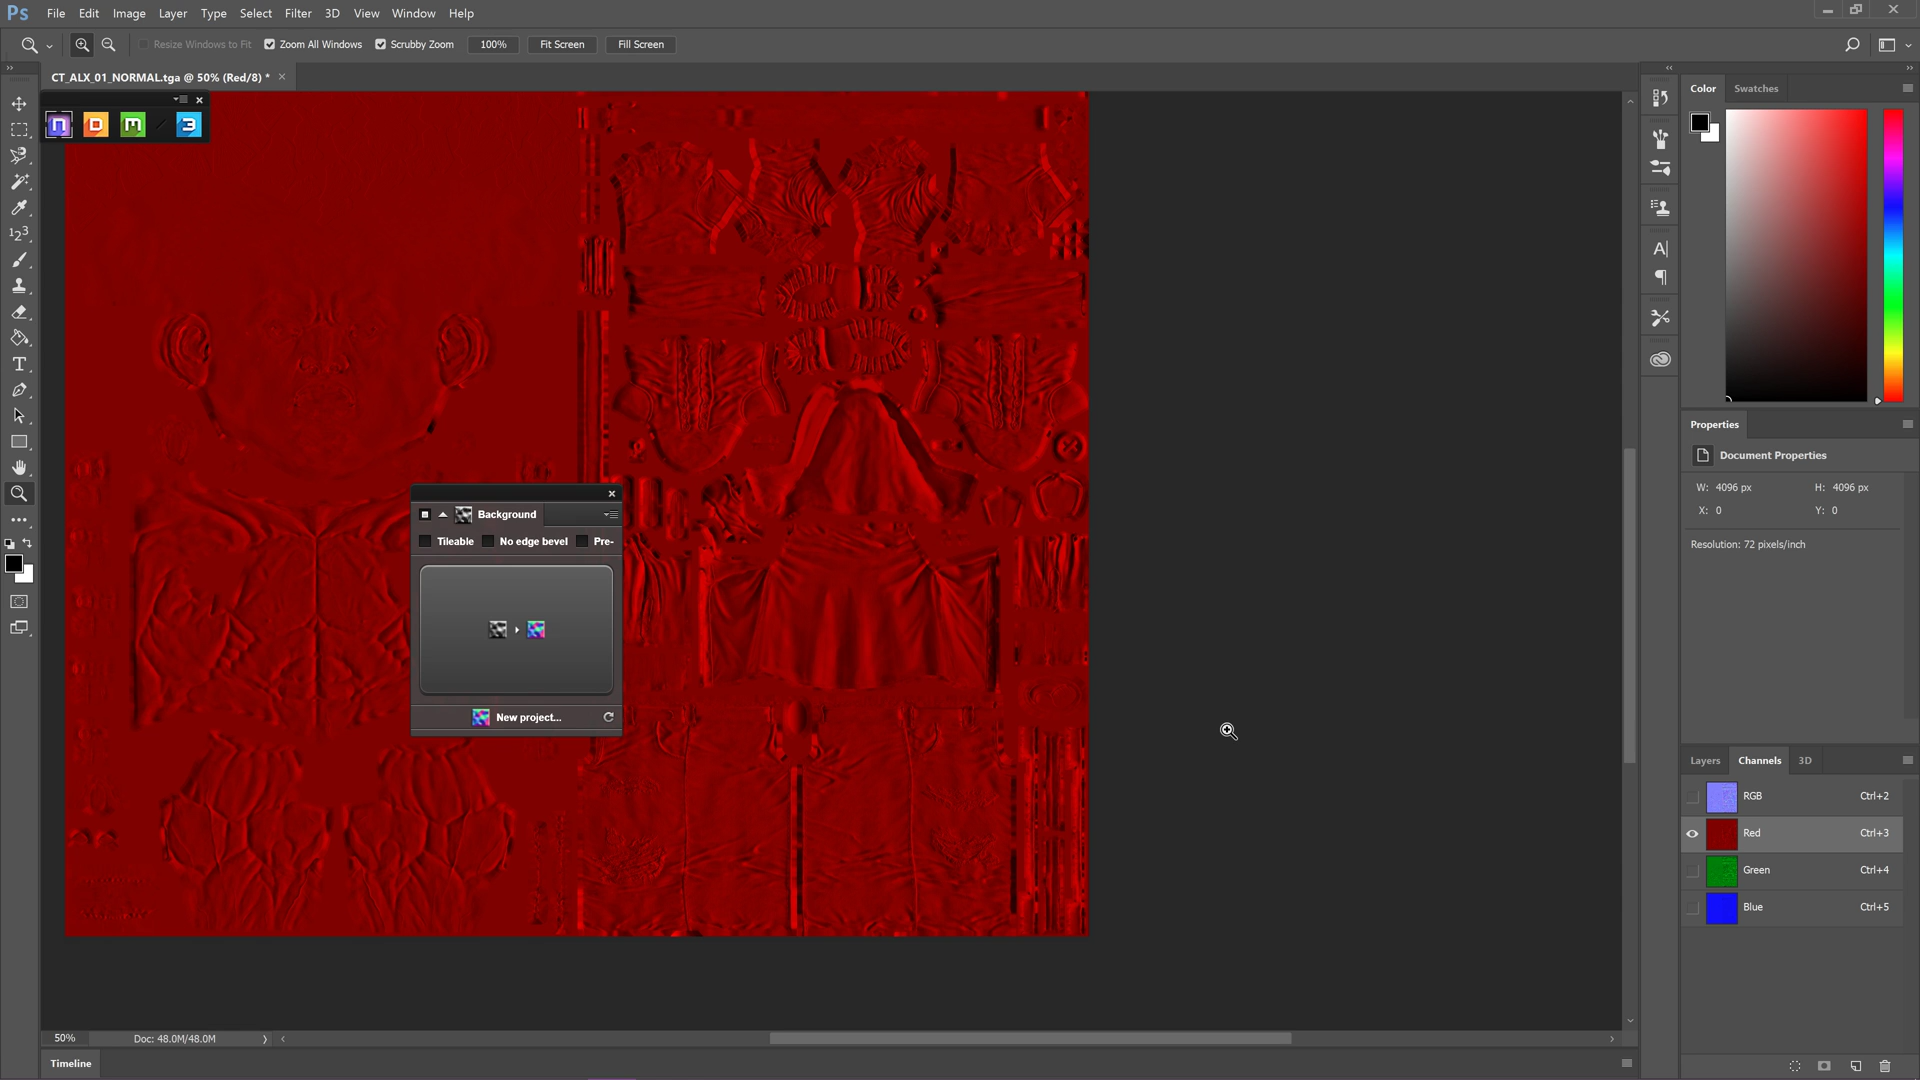 Ps File Edit Image Layer Type Select Filter 3D View Window Help
Resize Windows to Fit Zoom All Windows Scrubby Zoom 100% Fit Screen Fill Screen
CT_ALX_01_NORMAL.tga @ 50% (Red/8) *
n D M 3
Color Swatches
Properties
Document Properties
W: 4096 px H: 4096 px
X: 0 Y: 0
Resolution: 72 pixels/inch
Background
Tileable No edge bevel Pre-
New project...
Layers Channels 3D
RGB Ctrl+2
Red Ctrl+3
Green Ctrl+4
Blue Ctrl+5
50% Doc: 48.0M/48.0M
Timeline